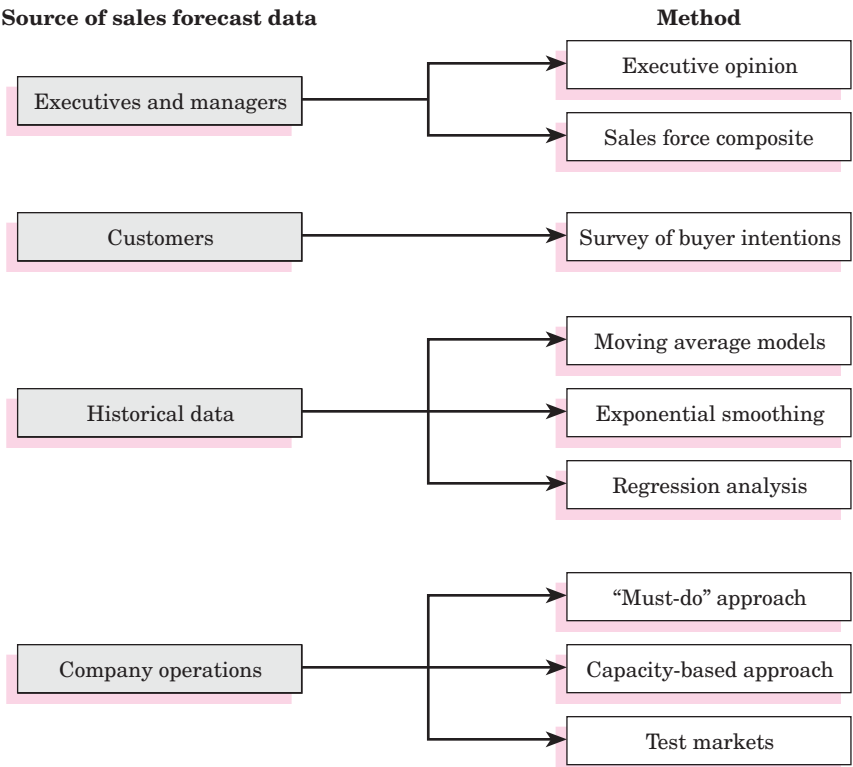 Source of sales forecast data
Method
Executives and managers
Executive opinion
Sales force composite
Customers
Survey of buyer intentions
Historical data
Moving average models
Exponential smoothing
Regression analysis
Company operations
“Must-do” approach
Capacity-based approach
Test markets